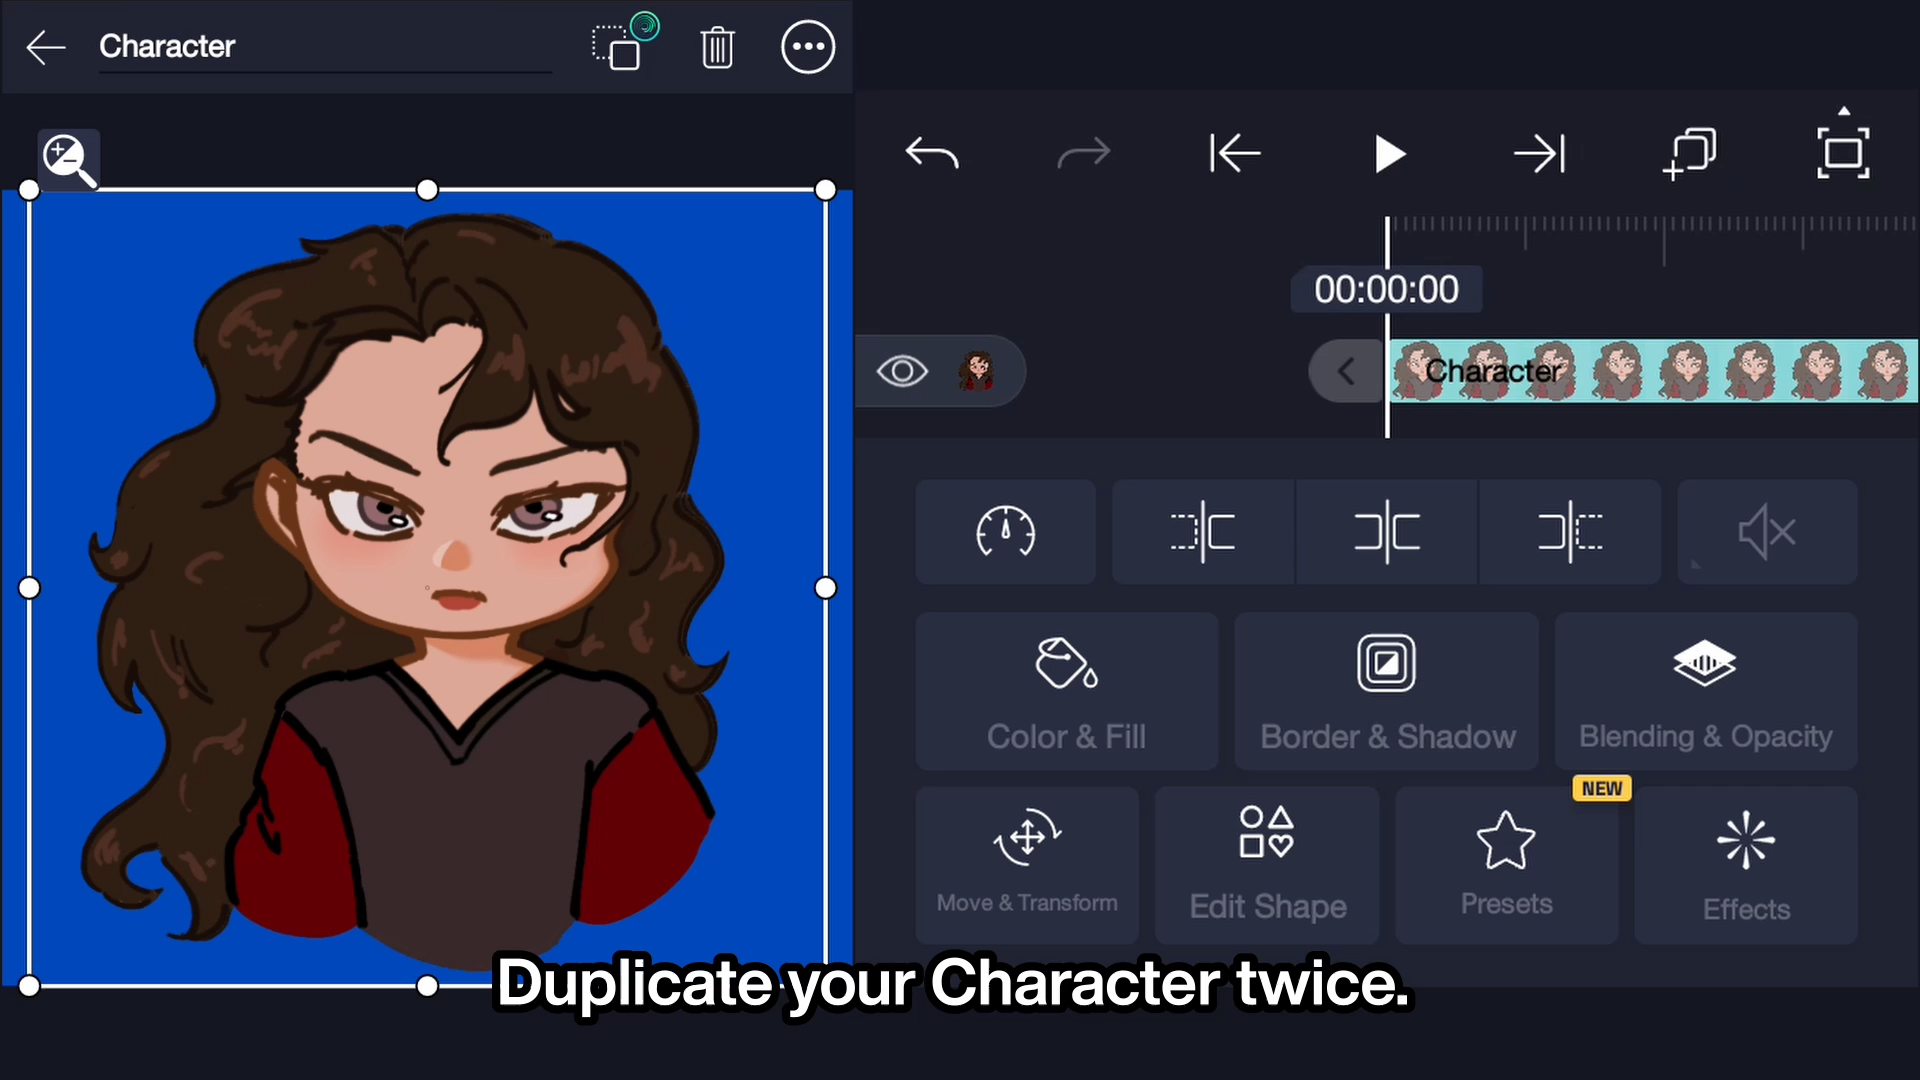 Character
00:00:00
Character
Color & Fill
Border & Shadow
Blending & Opacity
NEW
Move & Transform
Edit Shape
Presets
Effects
Duplicate your Character twice.